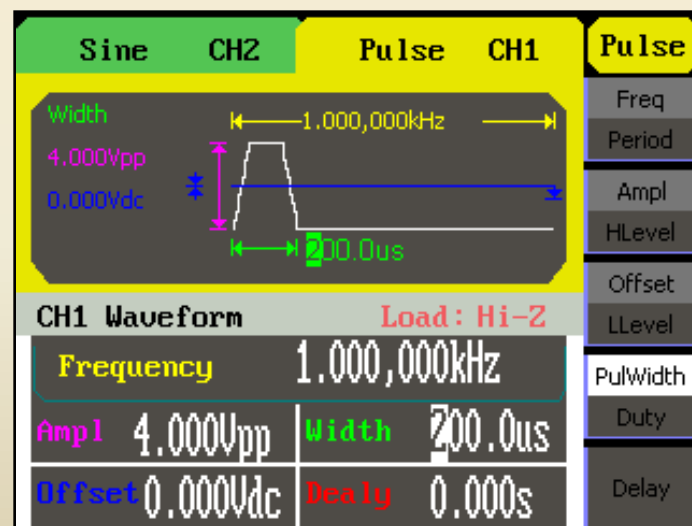 Sine CH2 Pulse CH1 Pulse
Width
1.000,000kHz
4.000Vpp
0.000Vdc
200.0us
Freq
Period
Ampl
HLevel
Offset
LLevel
PulWidth
Duty
Delay
CH1 Waveform Load: Hi-Z
Frequency 1.000,000kHz
Ampl 4.000Vpp Width 200.0us
Offset 0.000Vdc Dealy 0.000s